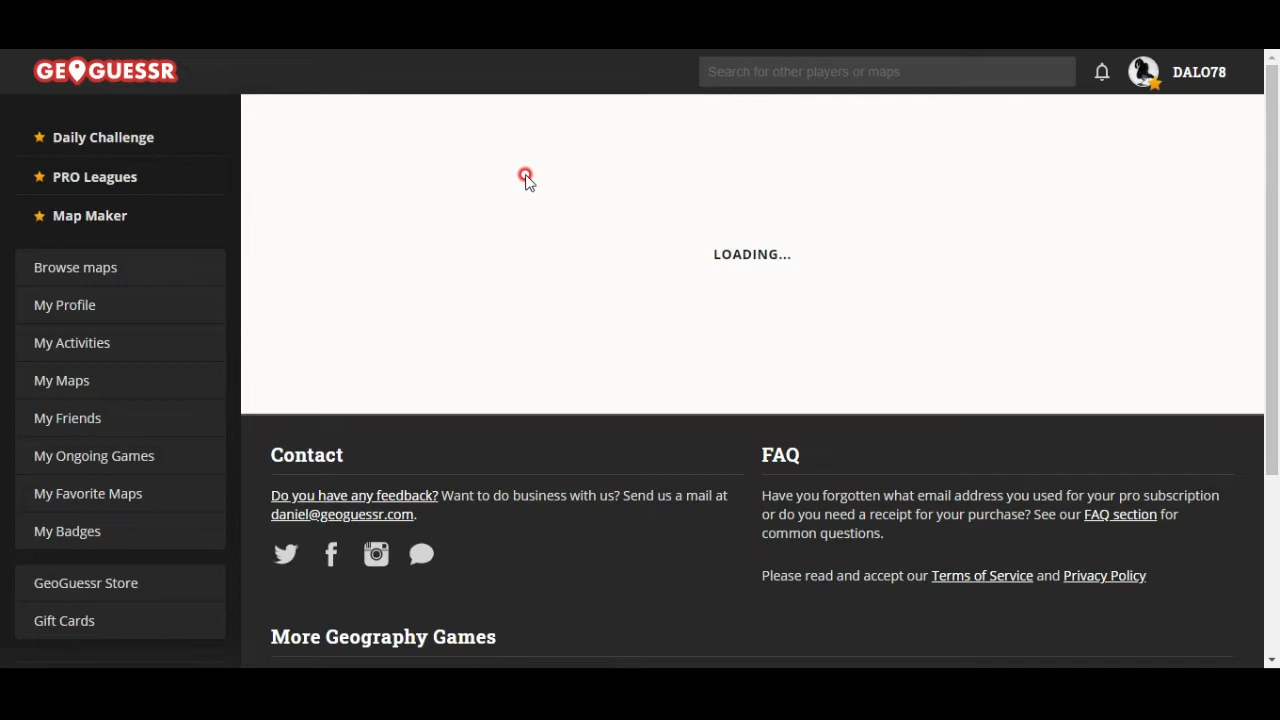 GEOGUESSR
Search for other players or maps
DALO78
Daily Challenge
PRO Leagues
Map Maker
Browse maps
My Profile
My Activities
My Maps
My Friends
My Ongoing Games
My Favorite Maps
My Badges
GeoGuessr Store
Gift Cards
LOADING...
Contact
Do you have any feedback? Want to do business with us? Send us a mail at
daniel@geoguessr.com.
FAQ
Have you forgotten what email address you used for your pro subscription
or do you need a receipt for your purchase? See our FAQ section for
common questions.
Please read and accept our Terms of Service and Privacy Policy
More Geography Games